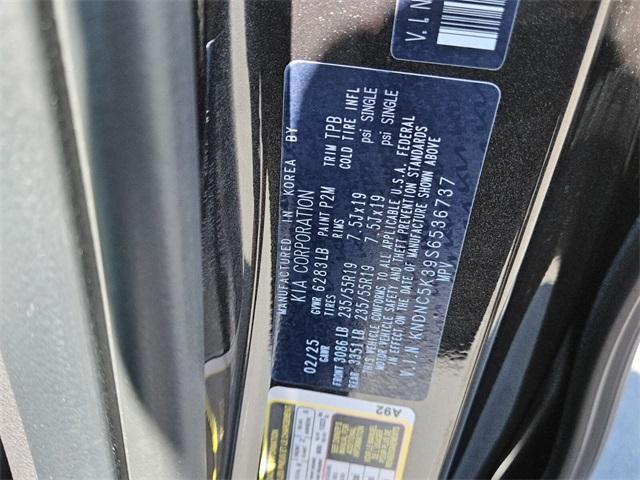 V.I.N
MANUFACTURED IN KOREA BY
KIA CORPORATION
02/25 GVWR 6283LB PAINT P2M TRIM TPB
GAWR TIRES RIMS COLD TIRE INFL
FRONT 3086LB 235/55R19 7.5Jx19 psi SINGLE
REAR 3351LB 235/55R19 7.5Jx19 psi SINGLE
THIS VEHICLE CONFORMS TO ALL APPLICABLE U.S.A. FEDERAL
MOTOR VEHICLE SAFETY AND THEFT PREVENTION STANDARDS
IN EFFECT ON THE DATE OF MANUFACTURE SHOWN ABOVE
V.I.N. KNDNC5K39S6536737
MPV
A92